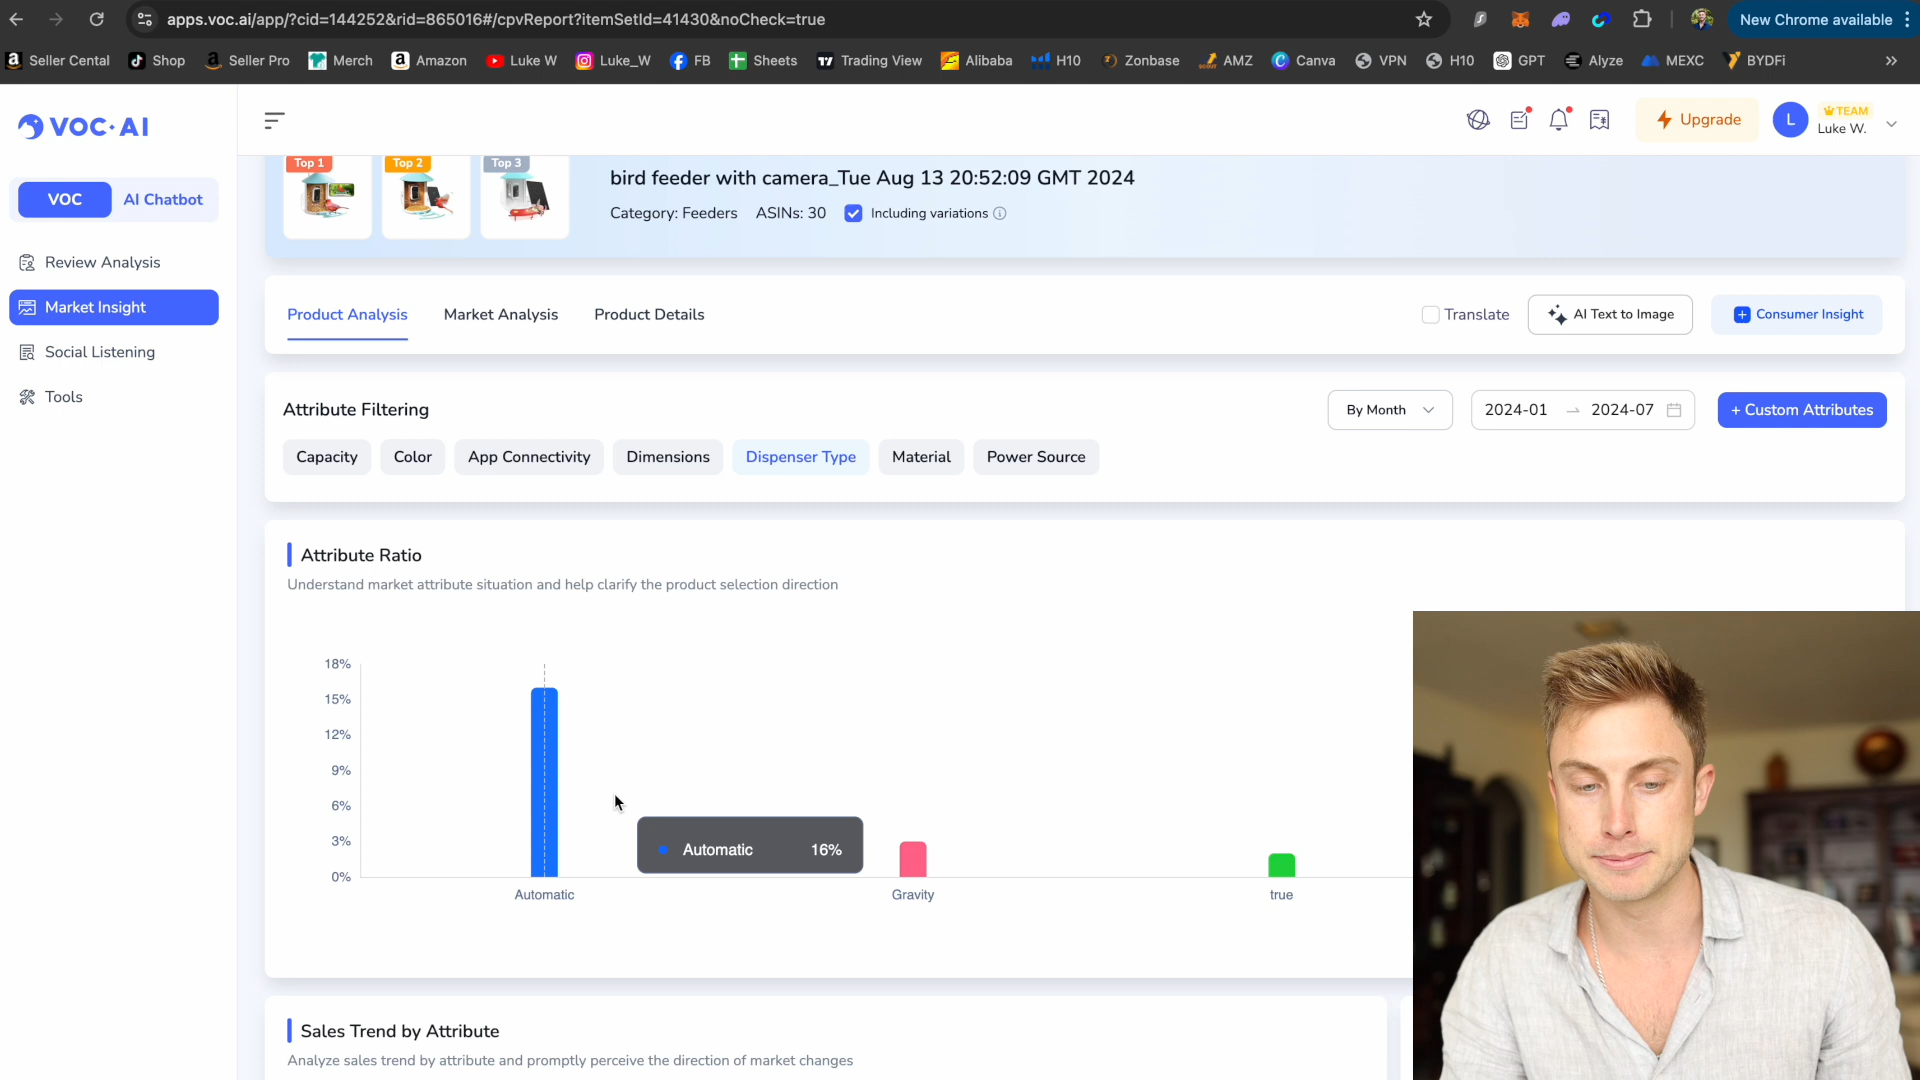 apps.voc.ai/app/?cid=144252&rid=865016#/cpvReport?itemSetId=41430&noCheck=true
New Chrome available
Seller Cental
Shop
Seller Pro
Merch
Amazon
Luke W
Luke_W
FB
Sheets
Trading View
Alibaba
H10
Zonbase
AMZ
Canva
VPN
H10
GPT
Alyze
MEXC
BYDFi
VOC·AI
Upgrade
L
TEAM
Luke W.
VOC
AI Chatbot
Review Analysis
Market Insight
Social Listening
Tools
Top 1
Top 2
Top 3
bird feeder with camera_Tue Aug 13 20:52:09 GMT 2024
Category: Feeders ASINs: 30 Including variations
Product Analysis
Market Analysis
Product Details
Translate
AI Text to Image
Consumer Insight
Attribute Filtering
By Month
2024-01
2024-07
+ Custom Attributes
Capacity
Color
App Connectivity
Dimensions
Dispenser Type
Material
Power Source
Attribute Ratio
Understand market attribute situation and help clarify the product selection direction
18%
15%
12%
9%
6%
3%
0%
Automatic 16%
Automatic
Gravity
true
Sales Trend by Attribute
Analyze sales trend by attribute and promptly perceive the direction of market changes